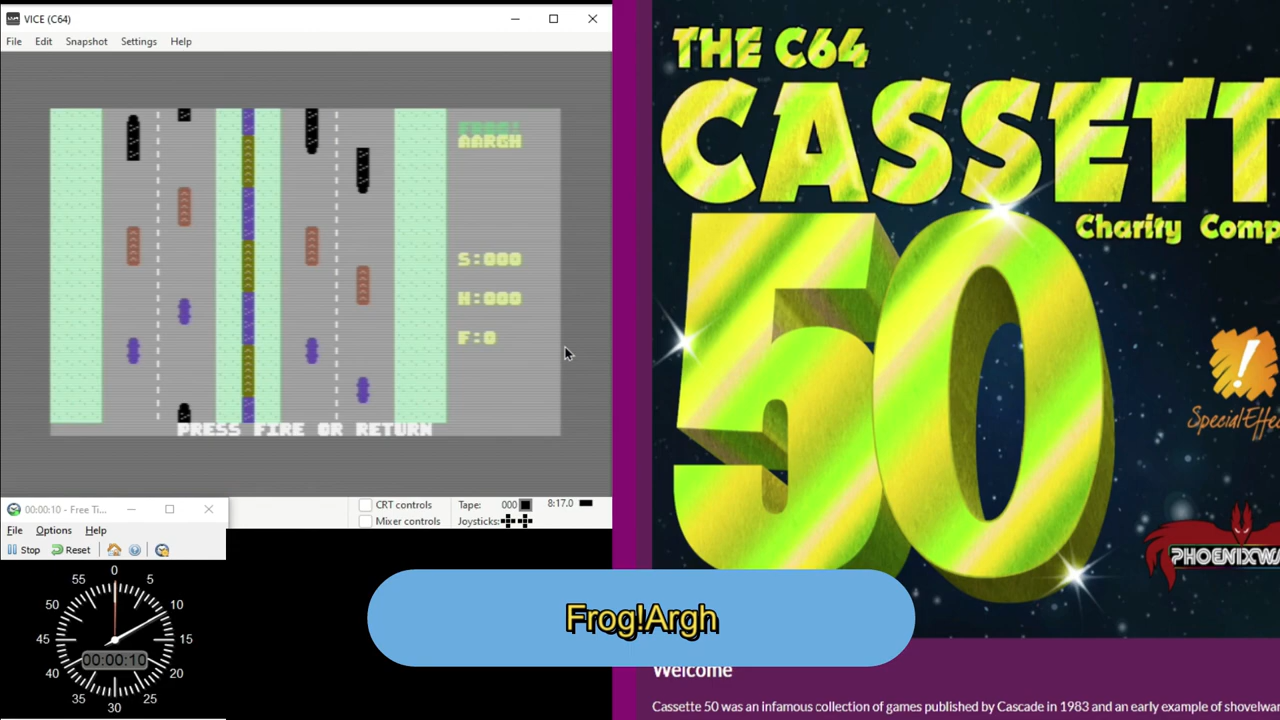 VICE (C64)
File Edit Snapshot Settings Help
FROG!
AARGH
S:000
H:000
F:0
PRESS FIRE OR RETURN
CRT controls
Mixer controls
Tape: 000
Joysticks:
8:17.0
00:00:10 - Free Ti...
File Options Help
Stop Reset
0
5
10
15
20
25
30
35
40
45
50
55
00:00:10
THE C64
CASSETT
50
Charity Comp
!
SpecialEffec
PHOENIXWA
Frog!Argh
Welcome
Cassette 50 was an infamous collection of games published by Cascade in 1983 and an early example of shovelwar